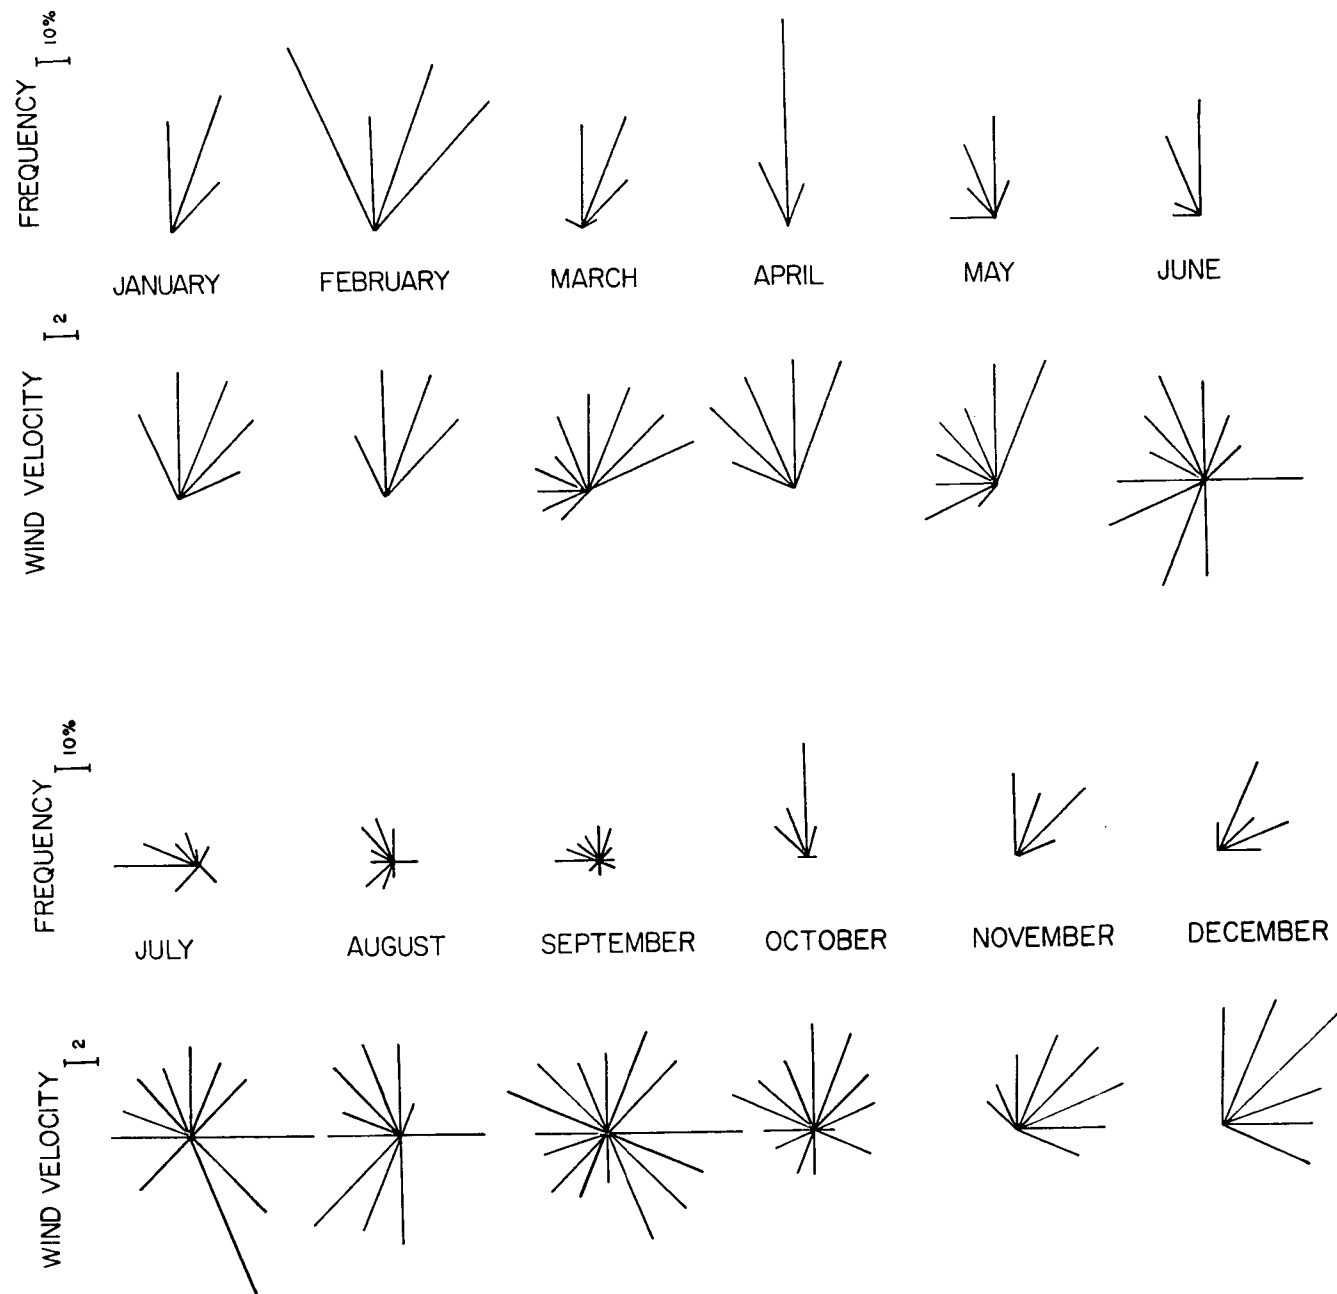 FREQUENCY 10%
JANUARY FEBRUARY MARCH APRIL MAY JUNE
WIND VELOCITY 2
FREQUENCY 10%
JULY AUGUST SEPTEMBER OCTOBER NOVEMBER DECEMBER
WIND VELOCITY 2